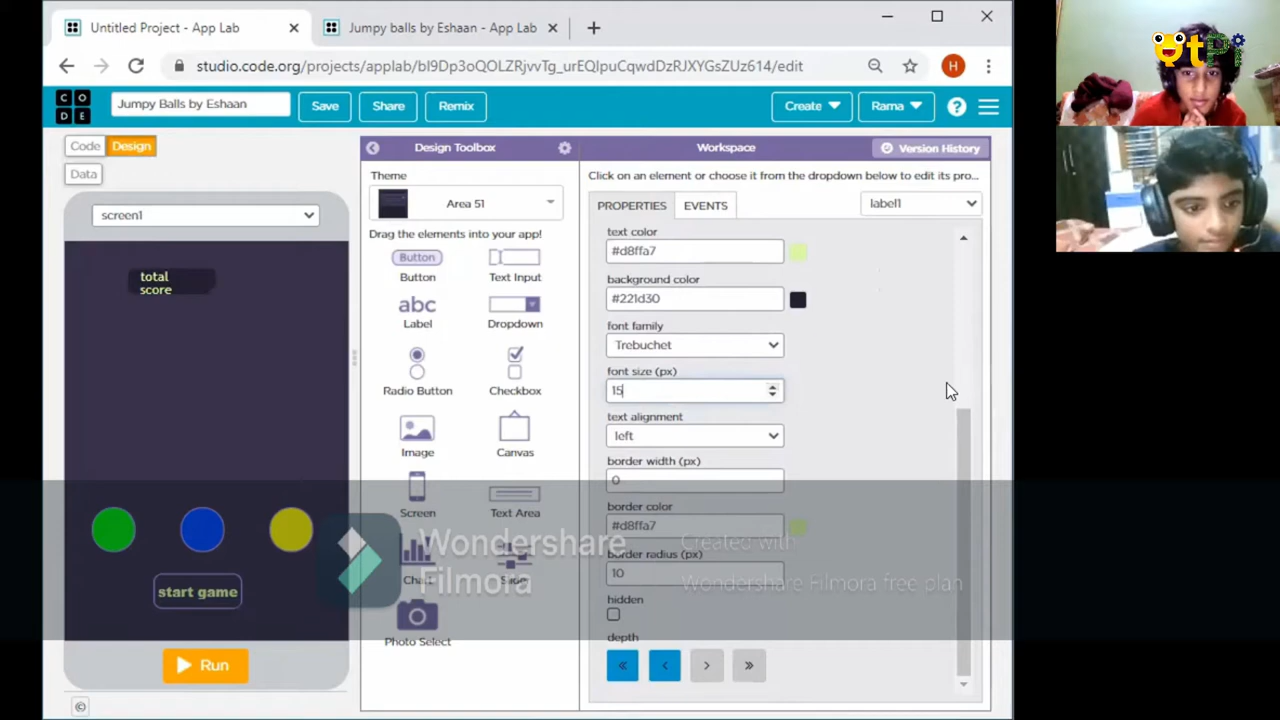 Untitled Project - App Lab
Jumpy balls by Eshaan - App Lab
studio.code.org/projects/applab/bI9Dp3OQOLZRjvvTg_urEQIpuCqwdDzRJXYGsZUz614/edit
H
CODE
Jumpy Balls by Eshaan
Save
Share
Remix
Create
Rama
?
Code
Design
Data
Design Toolbox
Workspace
Version History
Theme
Area 51
Drag the elements into your app!
Button
Button
Text Input
abc
Label
Dropdown
Radio Button
Checkbox
Image
Canvas
Screen
Text Area
Photo Select
screen1
total
score
start game
Run
Click on an element or choose it from the dropdown below to edit its pro...
PROPERTIES
EVENTS
label1
text color
#d8ffa7
background color
#221d30
font family
Trebuchet
font size (px)
15
text alignment
left
border width (px)
0
border color
#d8ffa7
border radius (px)
10
hidden
depth
Wondershare
Filmora
Created with
Wondershare Filmora free plan